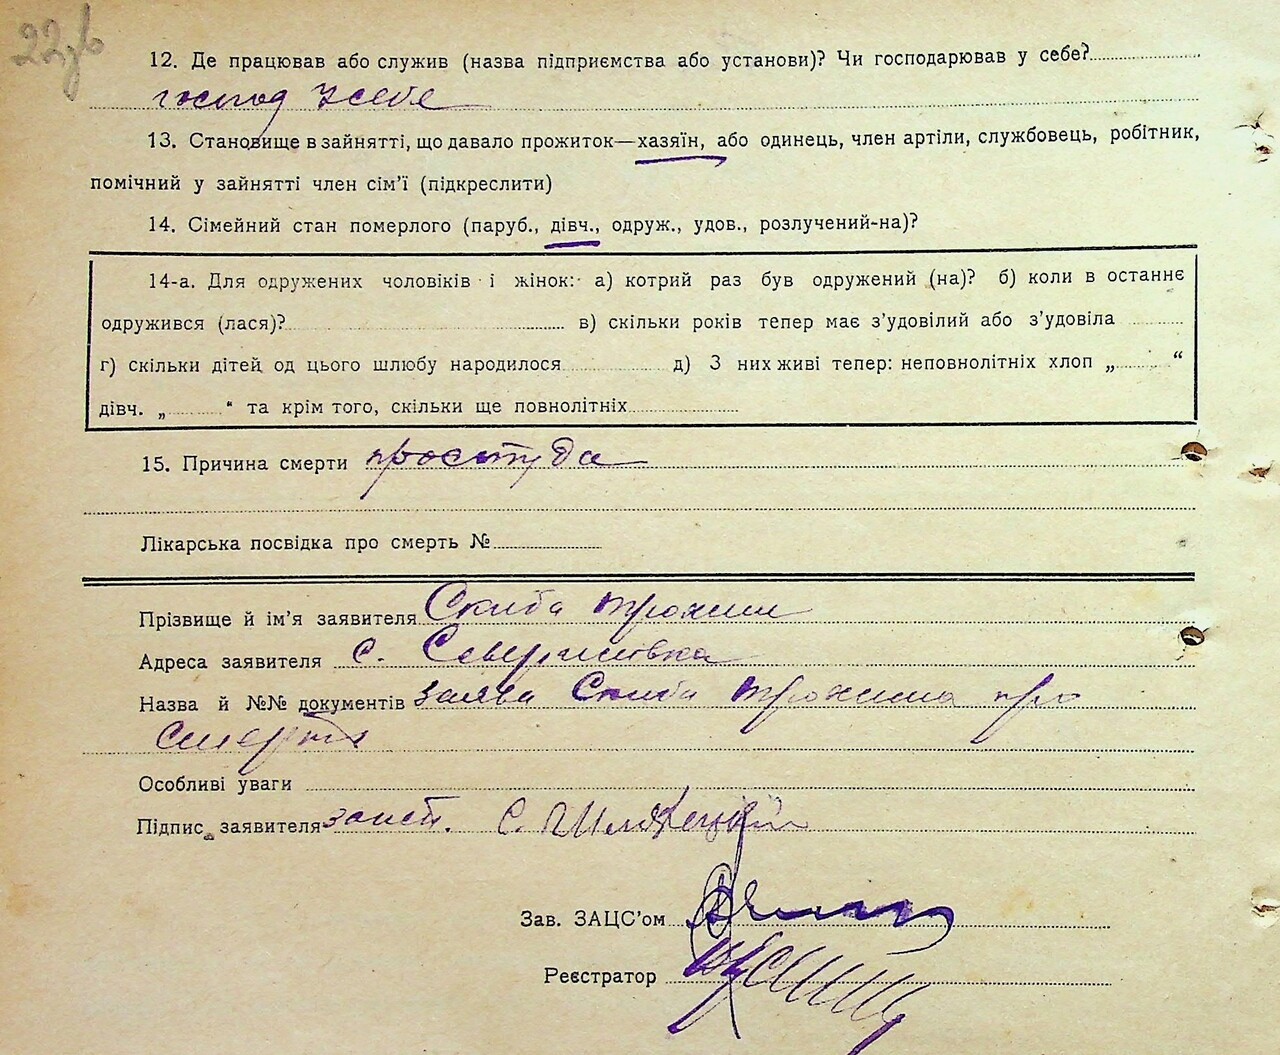 22зв
12. Де працював або служив (назва підприємства або установи)? Чи господарював у себе?
господ у себе
13. Становище в зайнятті, що давало прожиток—хазяїн, або одинець, член артіли, службовець, робітник,
помічний у зайнятті член сім’ї (підкреслити)
14. Сімейний стан померлого (паруб., дівч., одруж., удов., розлучений-на)?
14-а. Для одружених чоловіків і жінок: а) котрий раз був одружений (на)? б) коли в останнє
одружився (лася)? в) скільки років тепер має з’удовілий або з’удовіла
г) скільки дітей од цього шлюбу народилося д) З них живі тепер: неповнолітніх хлоп „ “
дівч. „ “ та крім того, скільки ще повнолітніх
15. Причина смерти простуда
Лікарська посвідка про смерть №
Прізвище й ім’я заявителя Скиба Трохим
Адреса заявителя с.
Назва й №№ документів заява Скиби Трохима про
смерть
Особливі уваги
Підпис заявителя С.
Зав. ЗАЦС’ом
Реєстратор